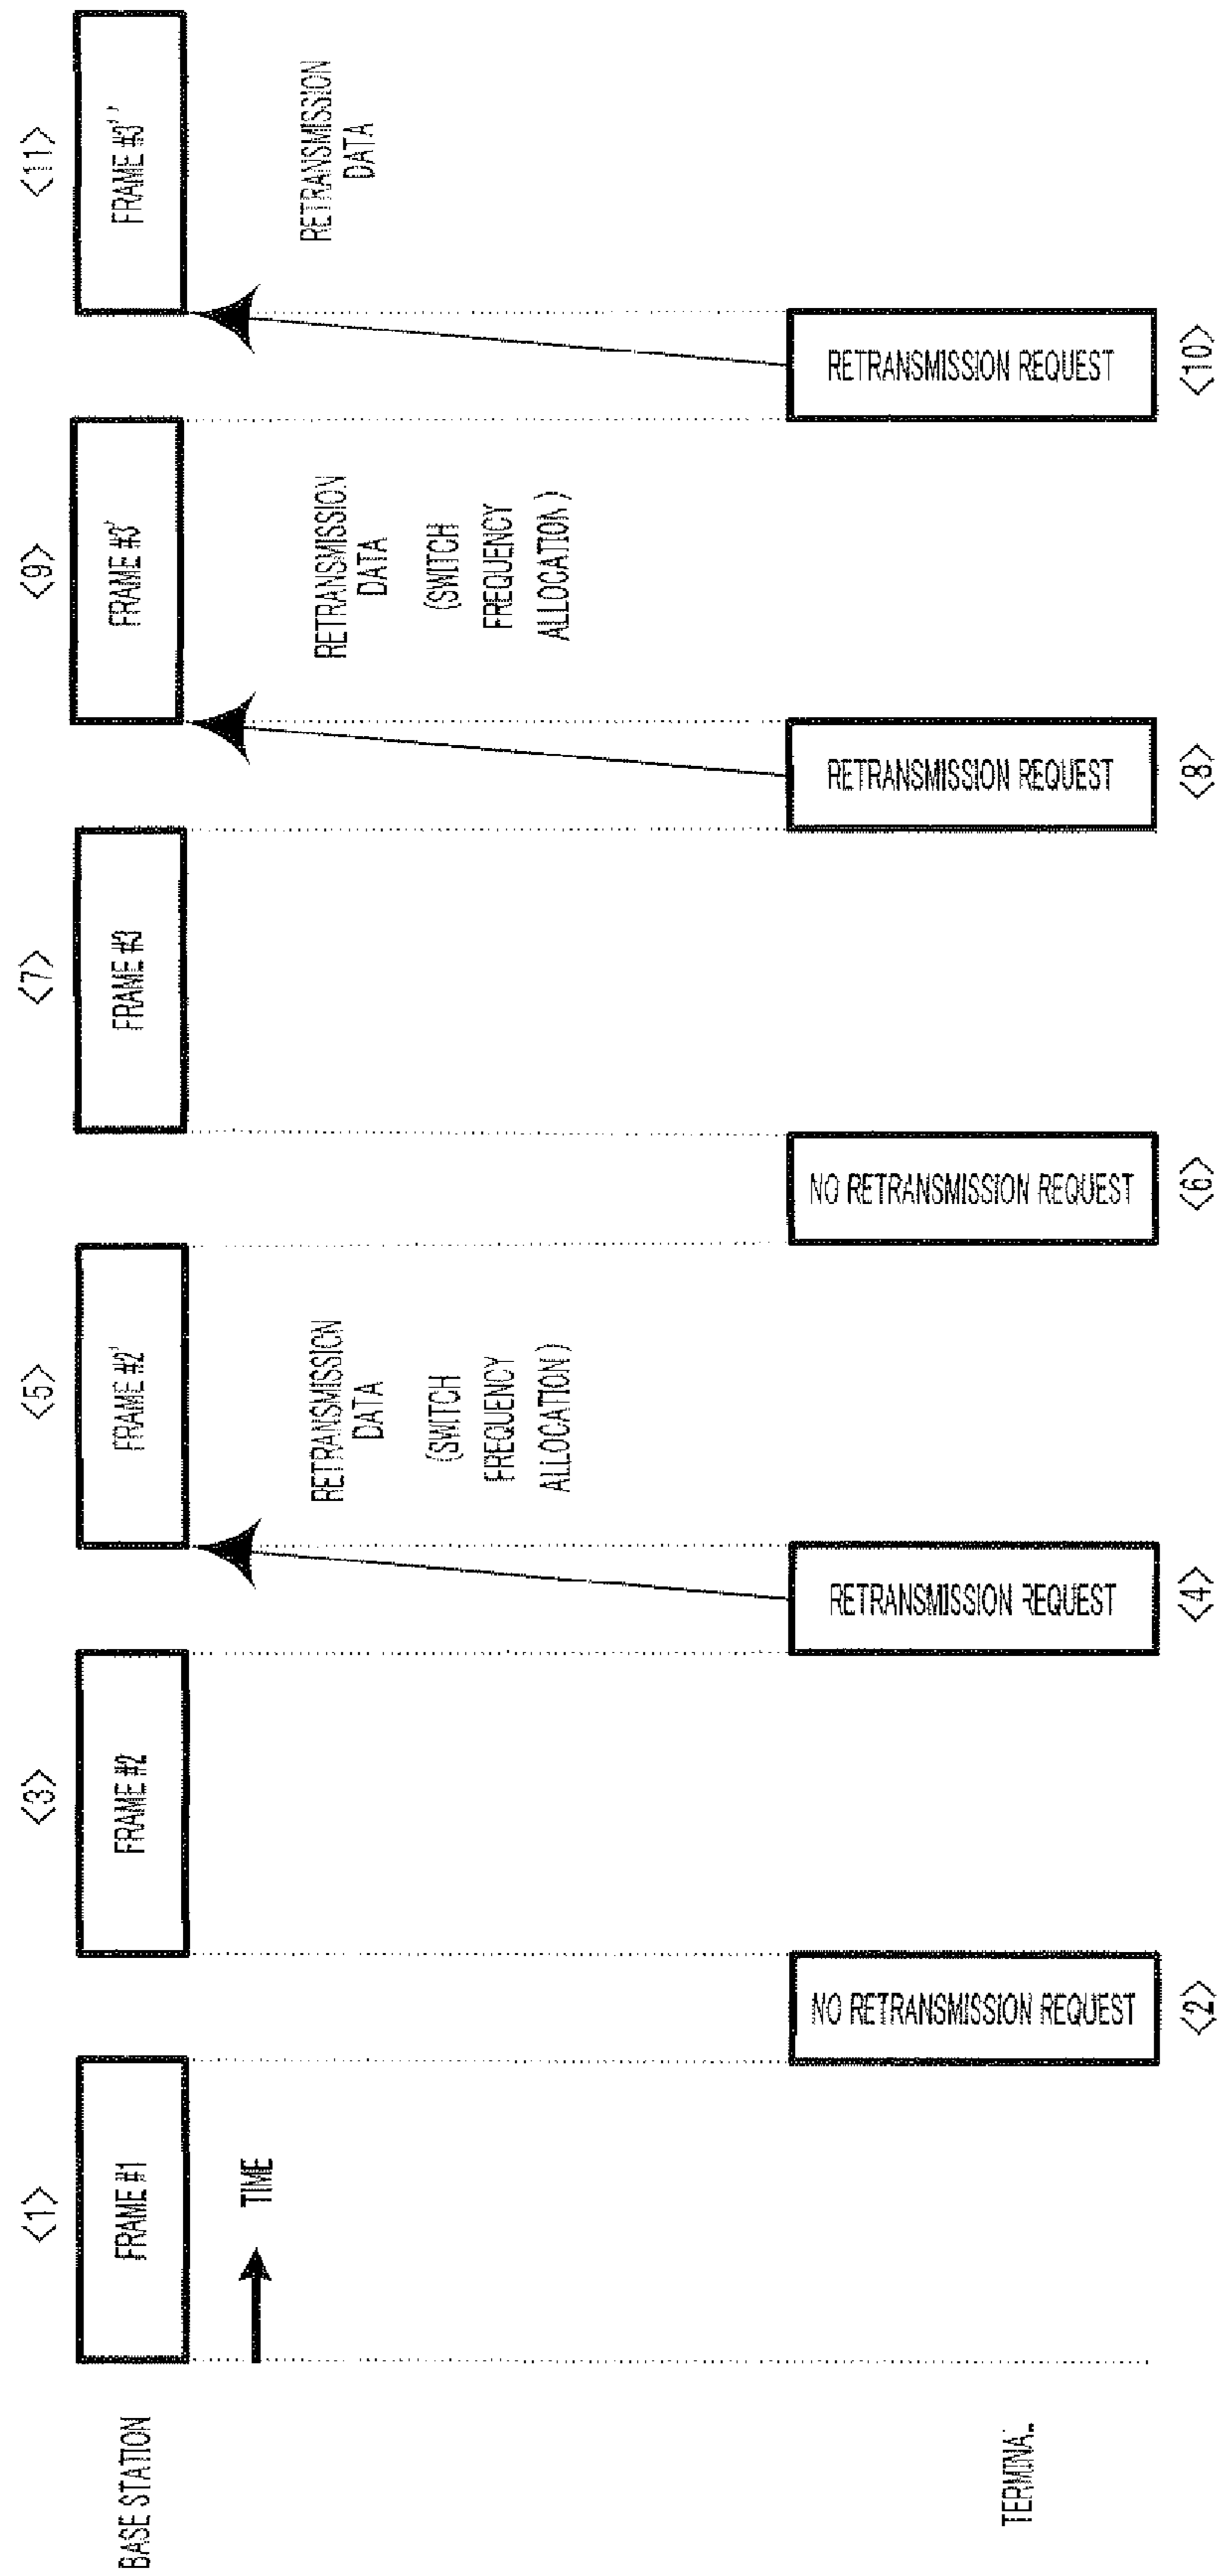 BASE STATION
<1>
FRAME #1
TIME
<3>
FRAME #2
<5>
FRAME #2'
RETRANSMISSION
DATA
(SWITCH
FREQUENCY
ALLOCATION)
<7>
FRAME #3
<9>
FRAME #3'
RETRANSMISSION
DATA
(SWITCH
FREQUENCY
ALLOCATION)
<11>
FRAME #3''
RETRANSMISSION
DATA
TERMINAL
NO RETRANSMISSION REQUEST
<2>
RETRANSMISSION REQUEST
<4>
NO RETRANSMISSION REQUEST
<6>
RETRANSMISSION REQUEST
<8>
RETRANSMISSION REQUEST
<10>